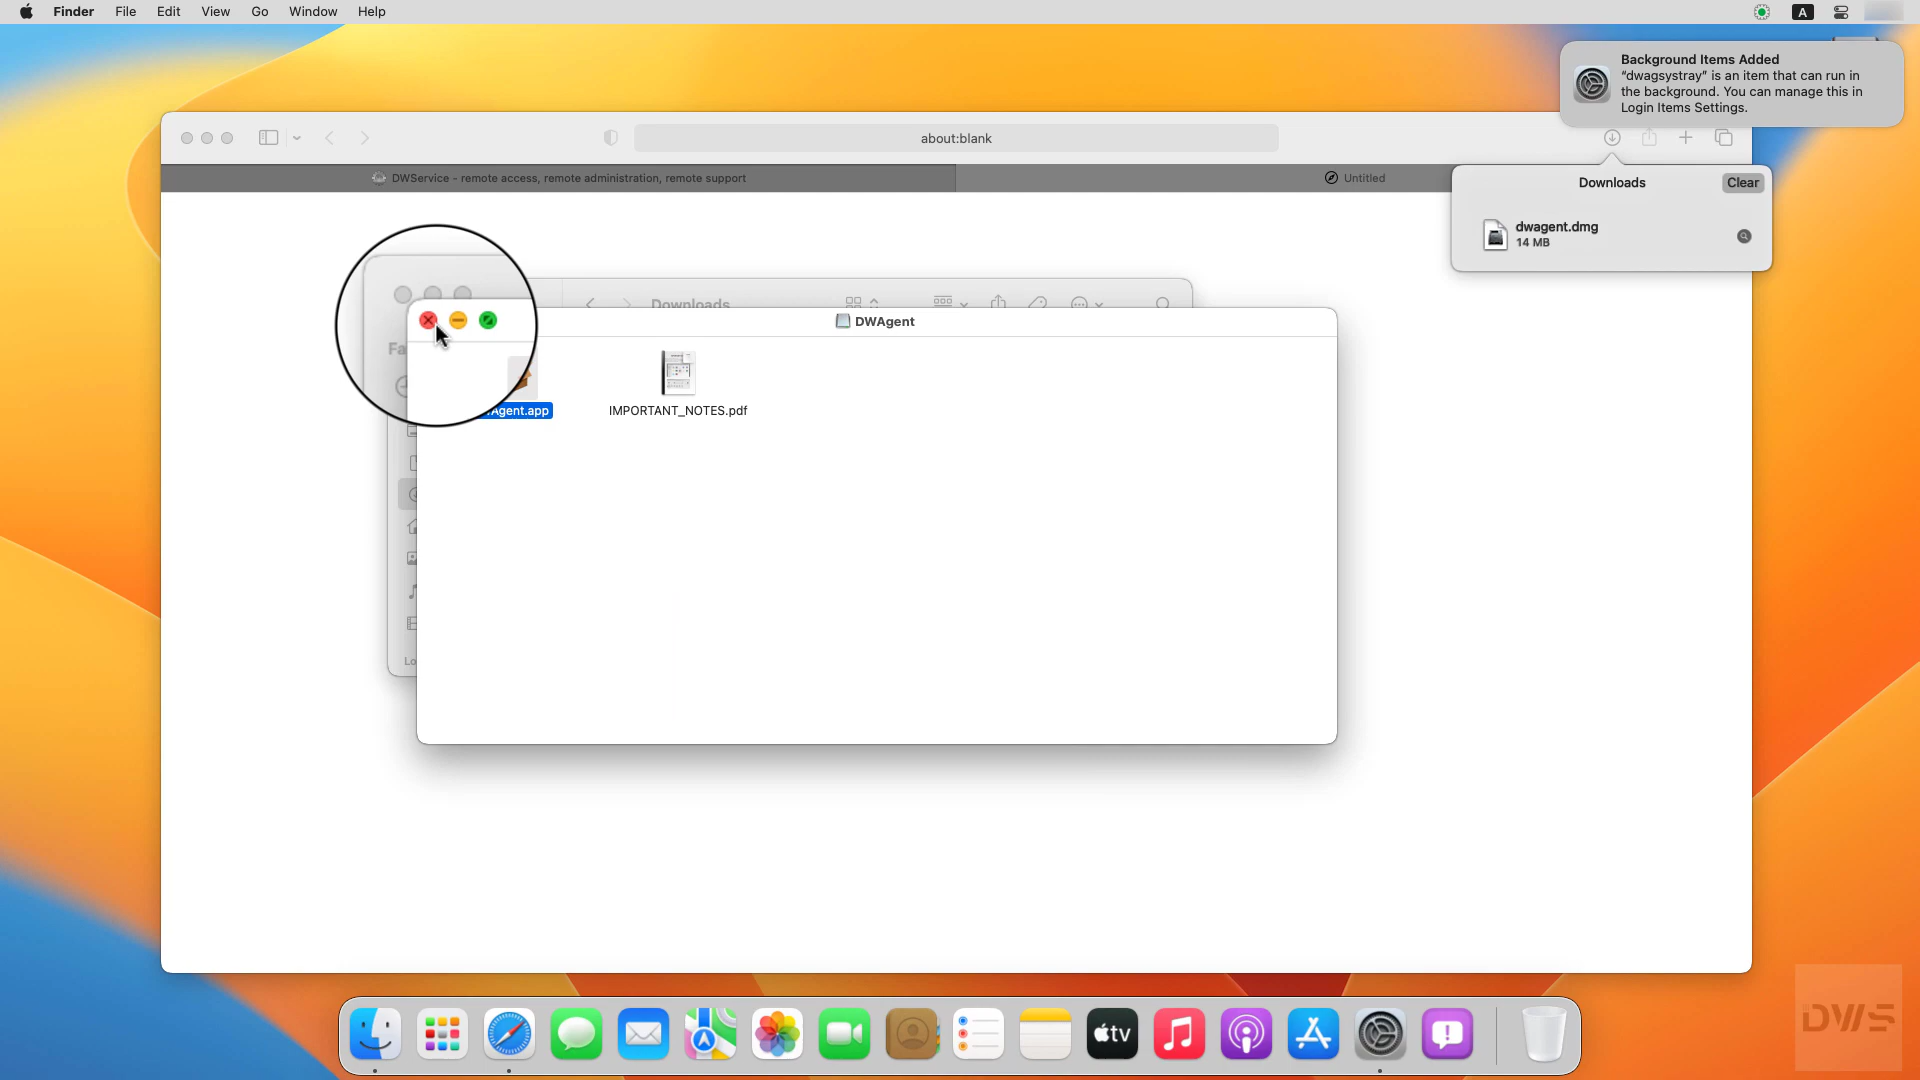 Finder File Edit View Go Window Help
A
Background Items Added
“dwagsystray” is an item that can run in
the background. You can manage this in
Login Items Settings.
about:blank
DWService - remote access, remote administration, remote support
Untitled
Downloads
Clear
dwagent.dmg
14 MB
Downloads
DWAgent
Fa
Agent.app
IMPORTANT_NOTES.pdf
Lo
tv
DWS